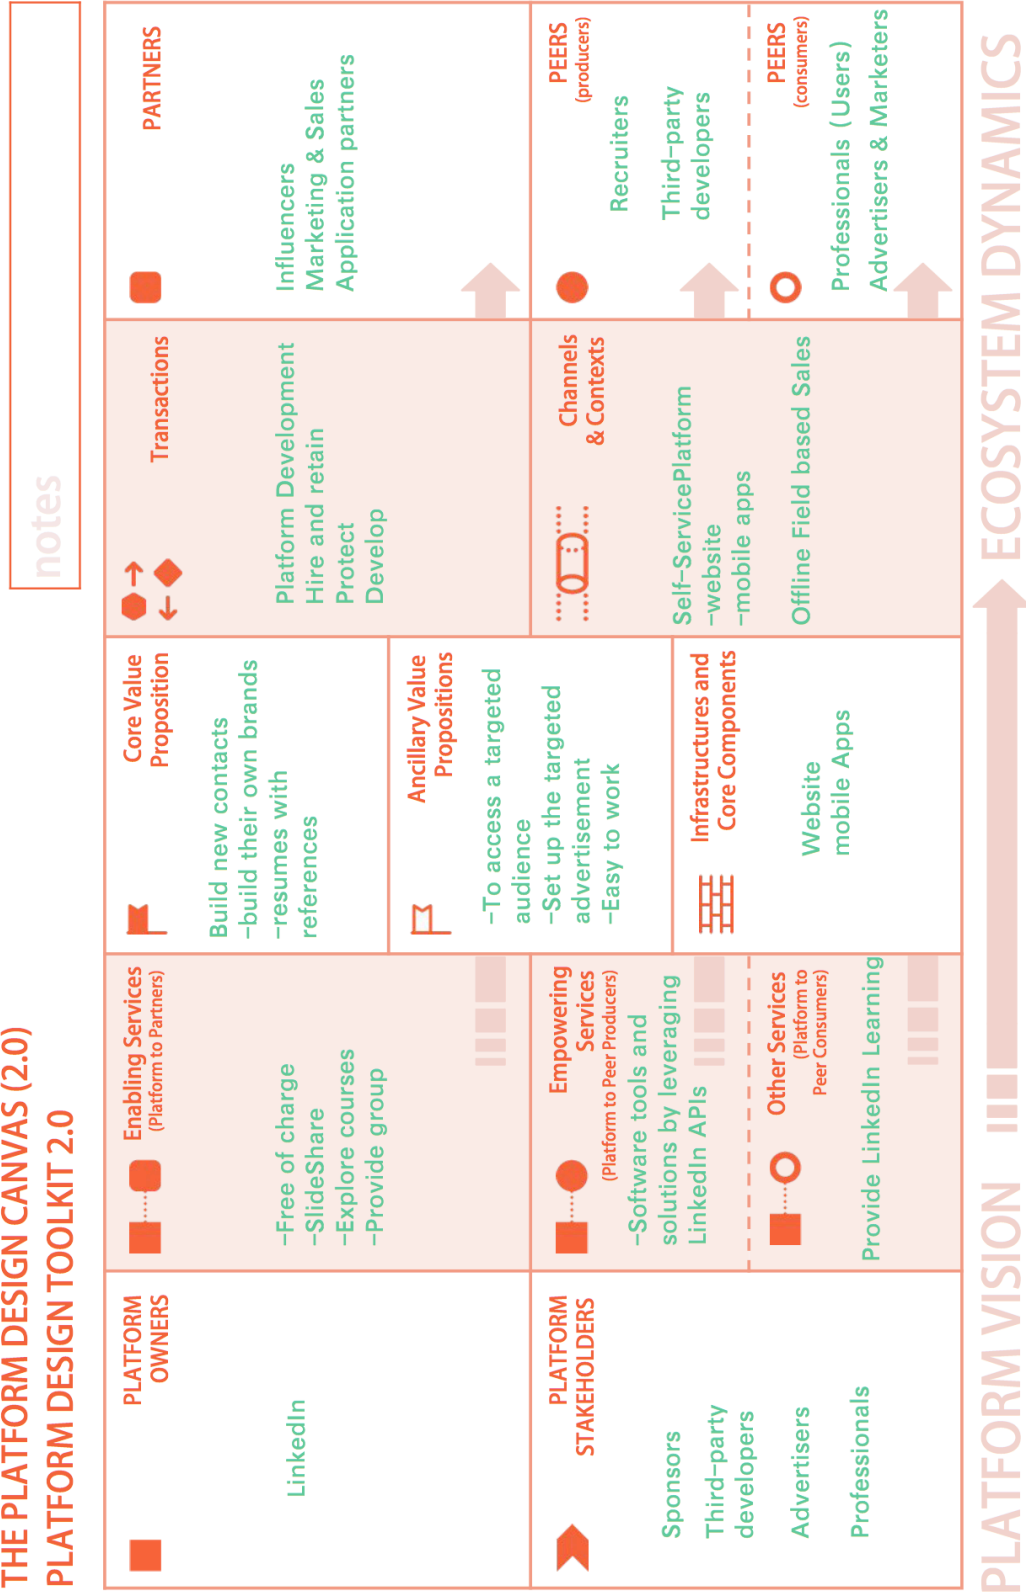 THE PLATFORM DESIGN CANVAS (2.0)
PLATFORM DESIGN TOOLKIT 2.0
notes
PLATFORM
OWNERS
LinkedIn
PLATFORM
STAKEHOLDERS
Sponsors
Third-party
developers
Advertisers
Professionals
Enabling Services
(Platform to Partners)
-Free of charge
-SlideShare
-Explore courses
-Provide group
Empowering
Services
(Platform to Peer Producers)
-Software tools and
solutions by leveraging
LinkedIn APIs
Other Services
(Platform to
Peer Consumers)
Provide LinkedIn Learning
Core Value
Proposition
Build new contacts
-build their own brands
-resumes with
references
Ancillary Value
Propositions
-To access a targeted
audience
-Set up the targeted
advertisement
-Easy to work
Infrastructures and
Core Components
Website
mobile Apps
Transactions
Platform Development
Hire and retain
Protect
Develop
Channels
& Contexts
Self-ServicePlatform
-website
-mobile apps
Offline Field based Sales
PARTNERS
Influencers
Marketing & Sales
Application partners
PEERS
(producers)
Recruiters
Third-party
developers
PEERS
(consumers)
Professionals (Users)
Advertisers & Marketers
PLATFORM VISION
ECOSYSTEM DYNAMICS